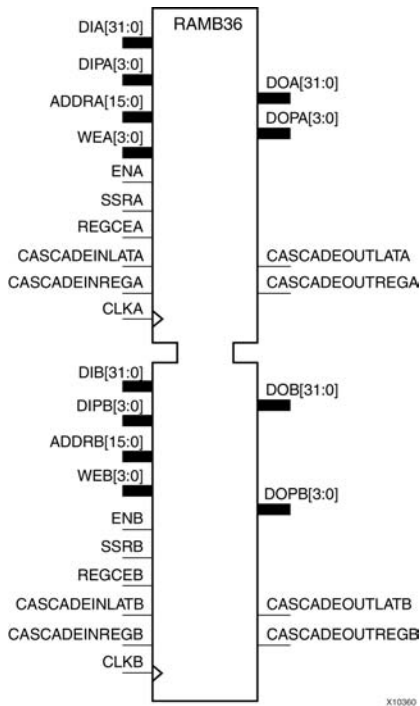 RAMB36
DIA[31:0]
DIPA[3:0]
ADDRA[15:0]
WEA[3:0]
ENA
SSRA
REGCEA
CASCADEINLATA
CASCADEINREGA
CLKA
DOA[31:0]
DOPA[3:0]
CASCADEOUTLATA
CASCADEOUTREGA
DIB[31:0]
DIPB[3:0]
ADDRB[15:0]
WEB[3:0]
ENB
SSRB
REGCEB
CASCADEINLATB
CASCADEINREGB
CLKB
DOB[31:0]
DOPB[3:0]
CASCADEOUTLATB
CASCADEOUTREGB
X10360